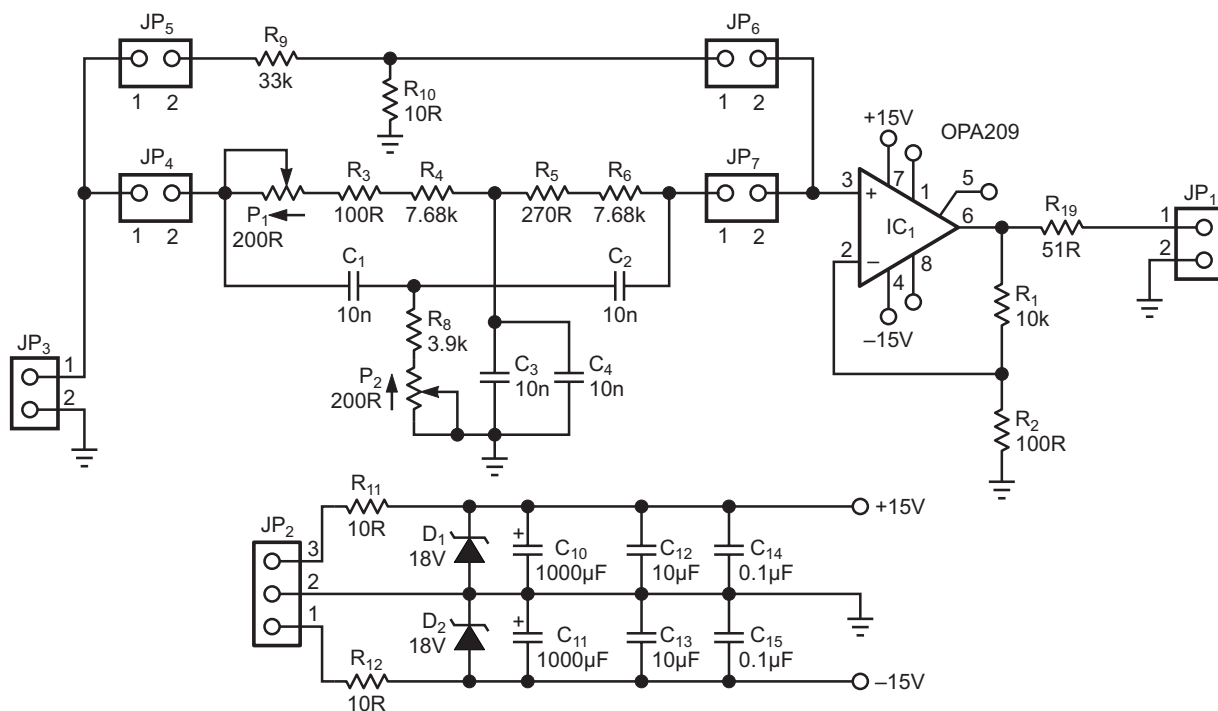 JP5
1 2
R9
33k
R10
10R
JP6
1 2
JP4
1 2
P1
200R
R3
100R
R4
7.68k
R5
270R
R6
7.68k
JP7
1 2
C1
10n
C2
10n
R8
3.9k
P2
200R
C3
10n
C4
10n
JP3
1
2
+15V
OPA209
3
+
7
1
5
IC1
6
2
–
4
8
–15V
R19
51R
JP1
1
2
R1
10k
R2
100R
JP2
3
2
1
R11
10R
R12
10R
D1
18V
D2
18V
+
C10
1000µF
+
C11
1000µF
C12
10µF
C13
10µF
C14
0.1µF
C15
0.1µF
+15V
–15V